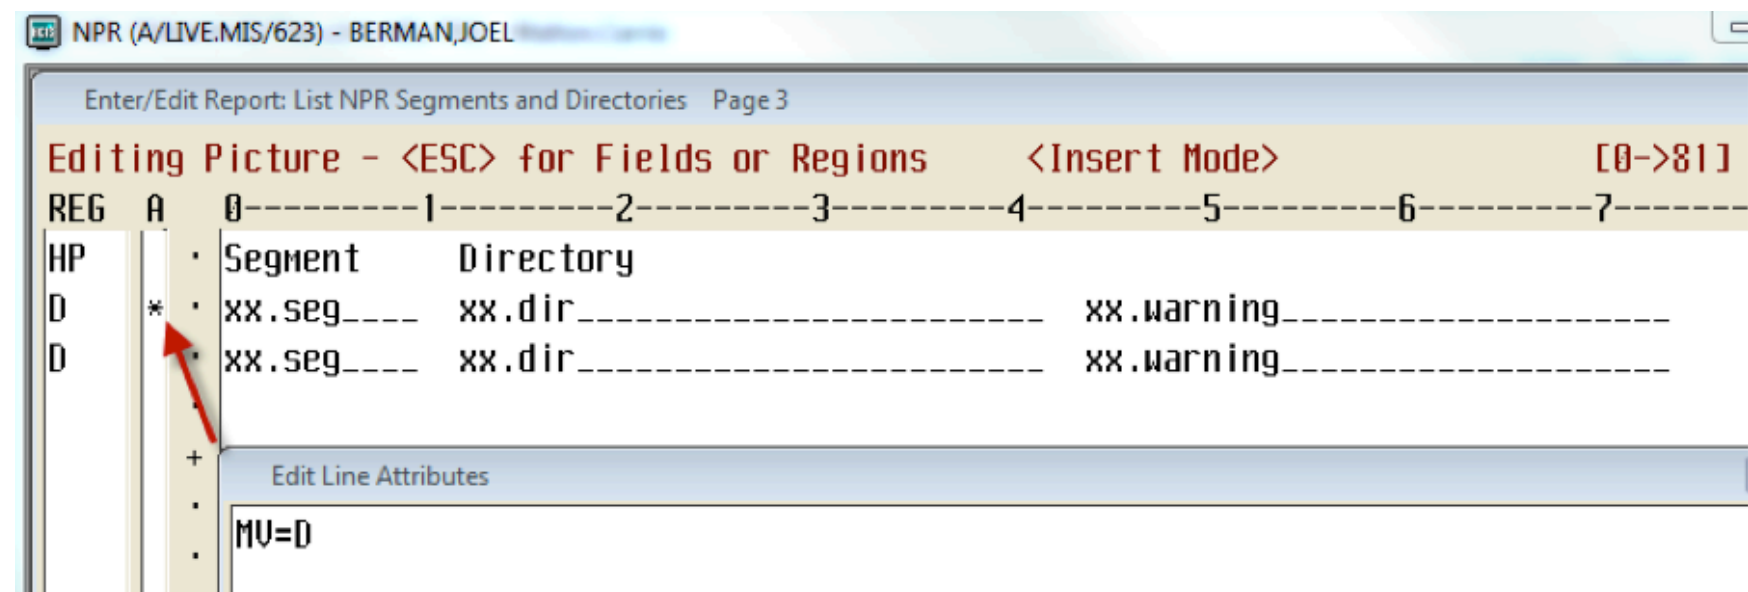 NPR (A/LIVE.MIS/623) - BERMAN,JOEL
Enter/Edit Report: List NPR Segments and Directories Page 3
Editing Picture - <ESC> for Fields or Regions <Insert Mode> [0->81]
REG A 0---------1---------2---------3---------4---------5---------6---------7-------
HP . Segment Directory
D * . xx.seg____ xx.dir________________________ xx.warning____________________
D . xx.seg____ xx.dir________________________ xx.warning____________________
.
+
Edit Line Attributes
.
MV=D
.